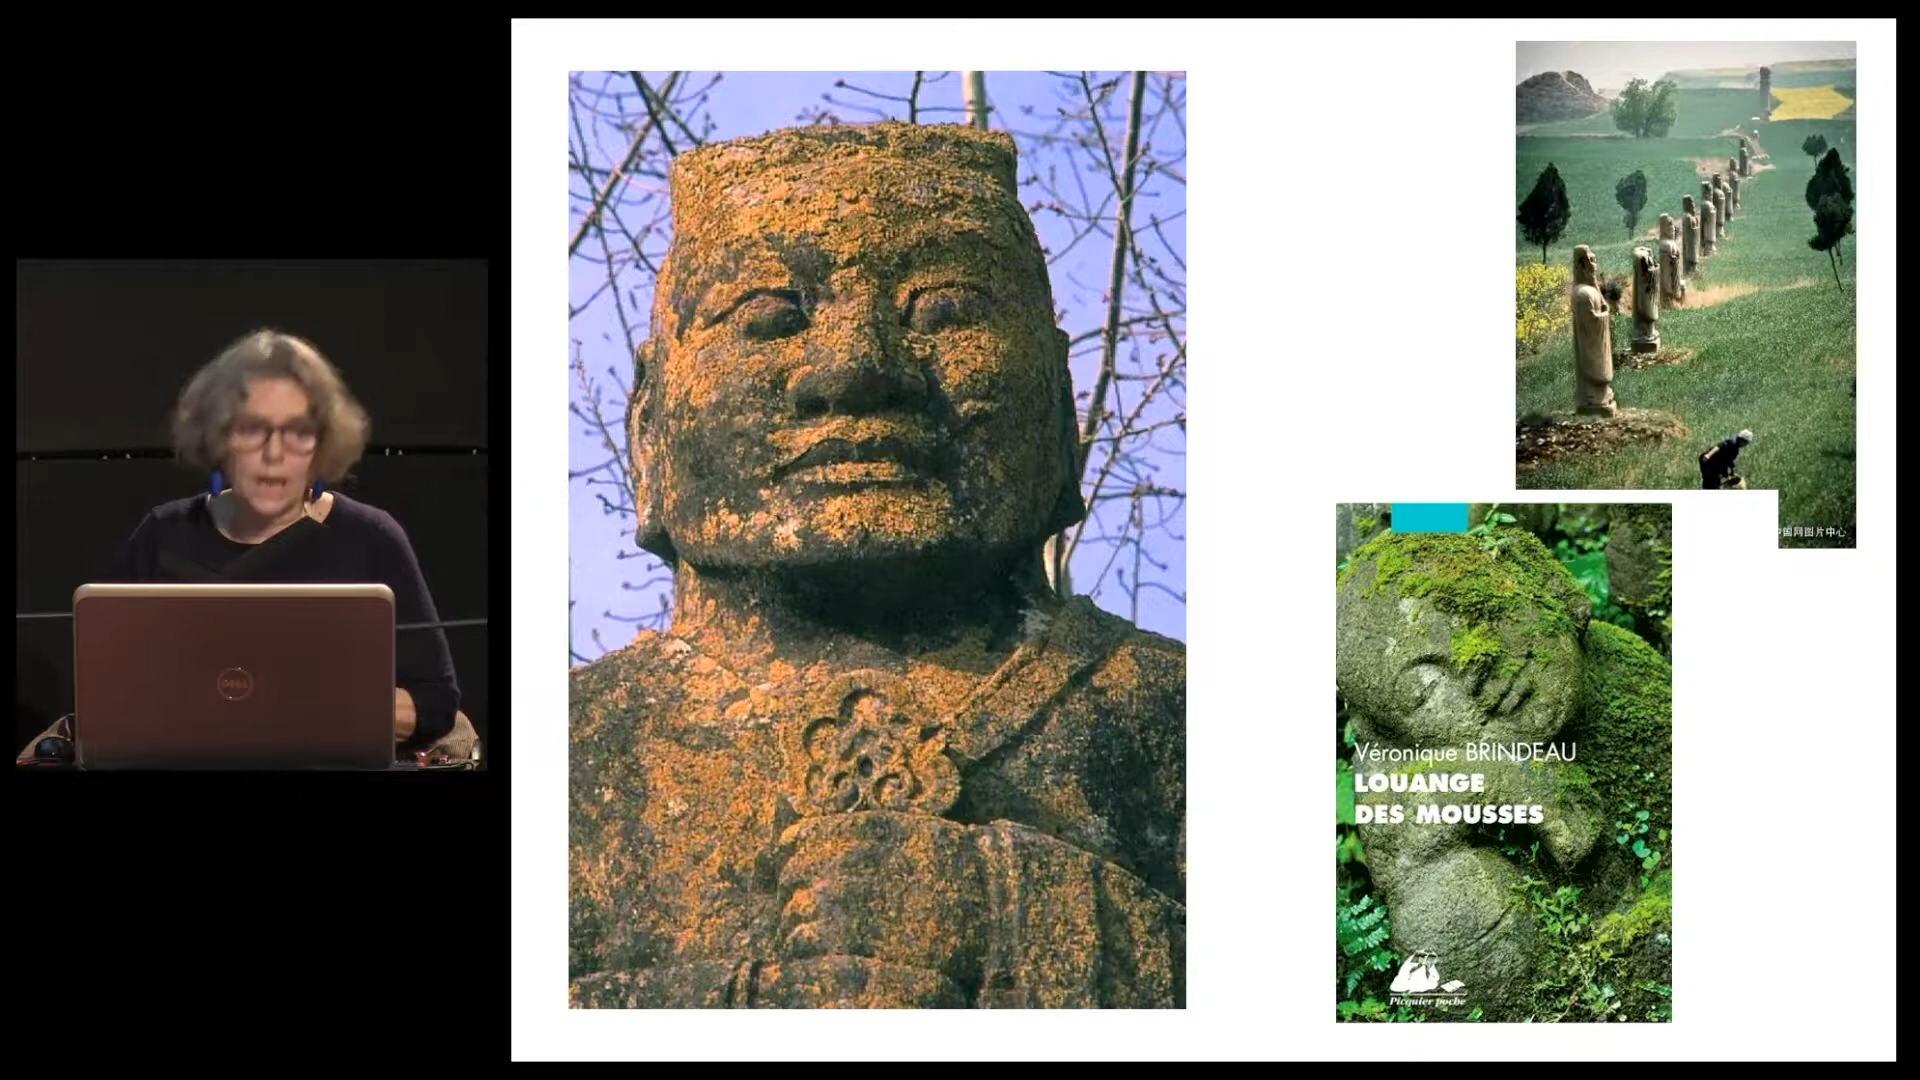 中国网图片中心
Véronique BRINDEAU
LOUANGE
DES MOUSSES
Picquier poche
DELL